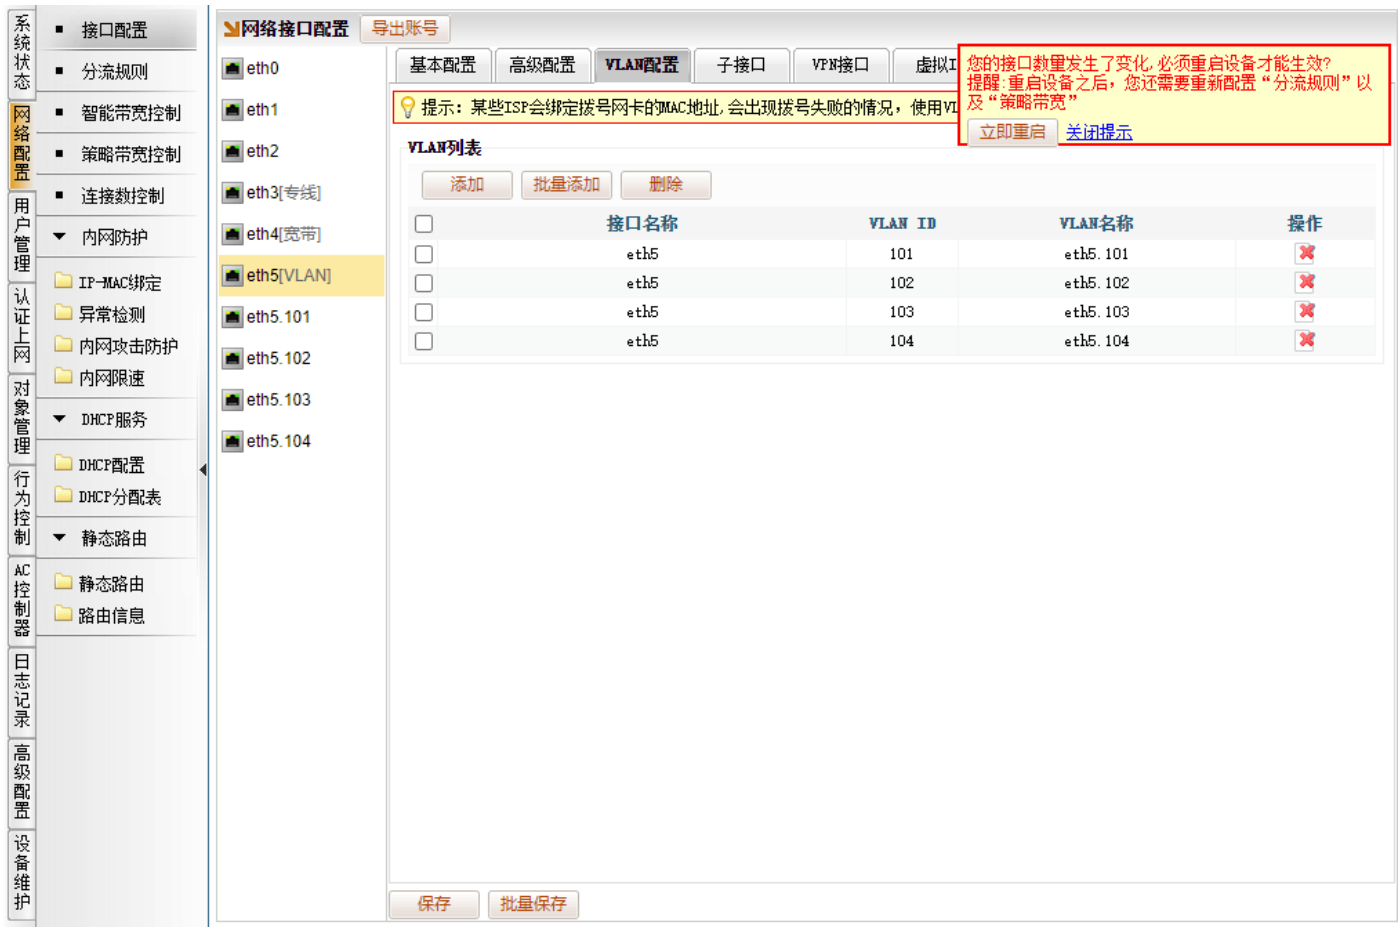 系统状态
网络配置
用户管理
认证上网
对象管理
行为控制
AC控制器
日志记录
高级配置
设备维护
接口配置
分流规则
智能带宽控制
策略带宽控制
连接数控制
内网防护
IP-MAC绑定
异常检测
内网攻击防护
内网限速
DHCP服务
DHCP配置
DHCP分配表
静态路由
静态路由
路由信息
网络接口配置 导出账号
eth0
eth1
eth2
eth3[专线]
eth4[宽带]
eth5[VLAN]
eth5.101
eth5.102
eth5.103
eth5.104
基本配置 高级配置 VLAN配置 子接口 VPN接口 虚拟I
您的接口数量发生了变化,必须重启设备才能生效?
提醒:重启设备之后，您还需要重新配置“分流规则”以
及“策略带宽”
立即重启 关闭提示
提示：某些ISP会绑定拨号网卡的MAC地址,会出现拨号失败的情况，使用VL
VLAN列表
添加 批量添加 删除
接口名称 VLAN ID VLAN名称 操作
eth5 101 eth5.101
eth5 102 eth5.102
eth5 103 eth5.103
eth5 104 eth5.104
保存 批量保存